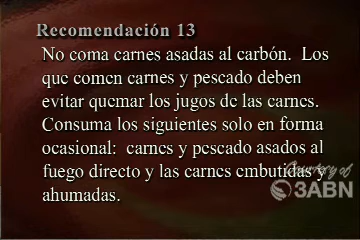 Recomendación 13
No coma carnes asadas al carbón. Los
que comen carnes y pescado deben
evitar quemar los jugos de las carnes.
Consuma los siguientes solo en forma
ocasional: carnes y pescado asados al
fuego directo y las carnes embutidas y
ahumadas.
Courtesy of
3ABN